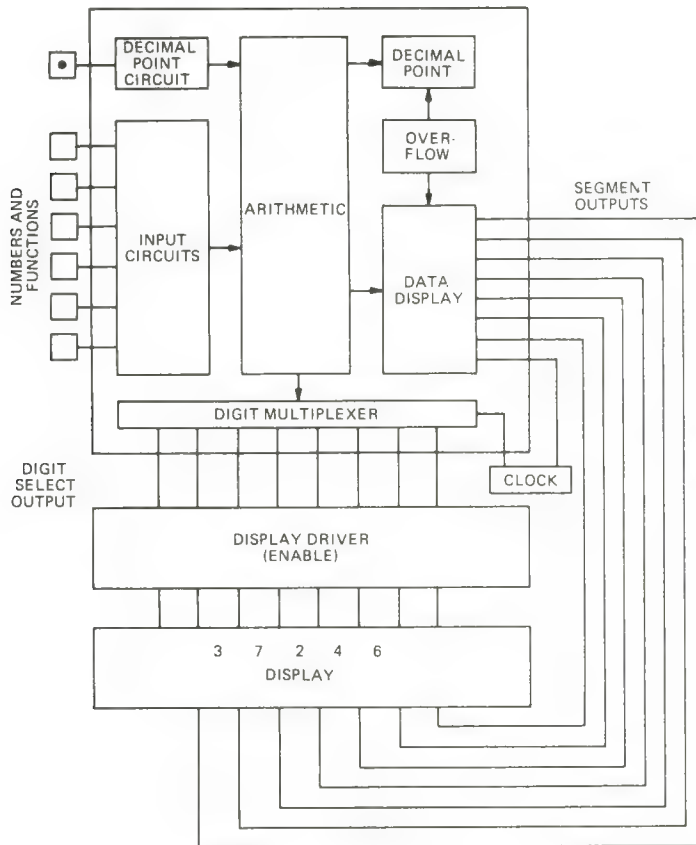 DECIMAL
POINT
CIRCUIT
DECIMAL
POINT
OVER-
FLOW
NUMBERS AND
FUNCTIONS
INPUT
CIRCUITS
ARITHMETIC
DATA
DISPLAY
SEGMENT
OUTPUTS
DIGIT MULTIPLEXER
CLOCK
DIGIT
SELECT
OUTPUT
DISPLAY DRIVER
(ENABLE)
3 7 2 4 6
DISPLAY